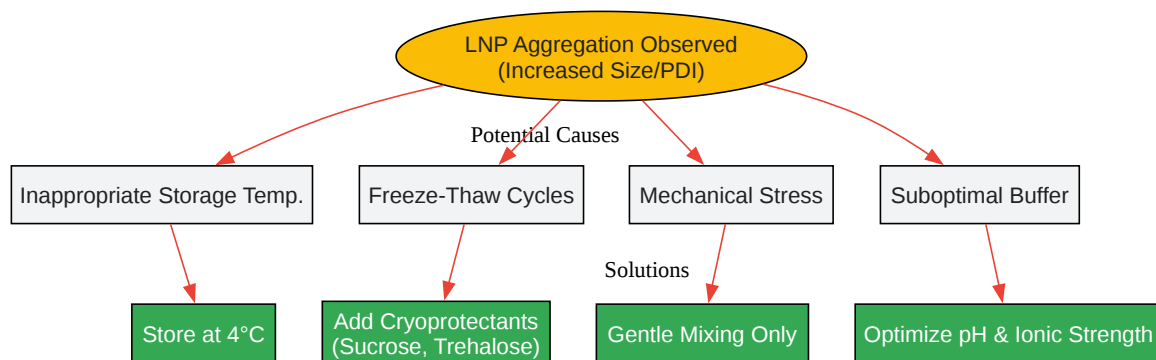 LNP Aggregation Observed
(Increased Size/PDI)
Potential Causes
Inappropriate Storage Temp.
Freeze-Thaw Cycles
Mechanical Stress
Suboptimal Buffer
Solutions
Store at 4°C
Add Cryoprotectants
(Sucrose, Trehalose)
Gentle Mixing Only
Optimize pH & Ionic Strength